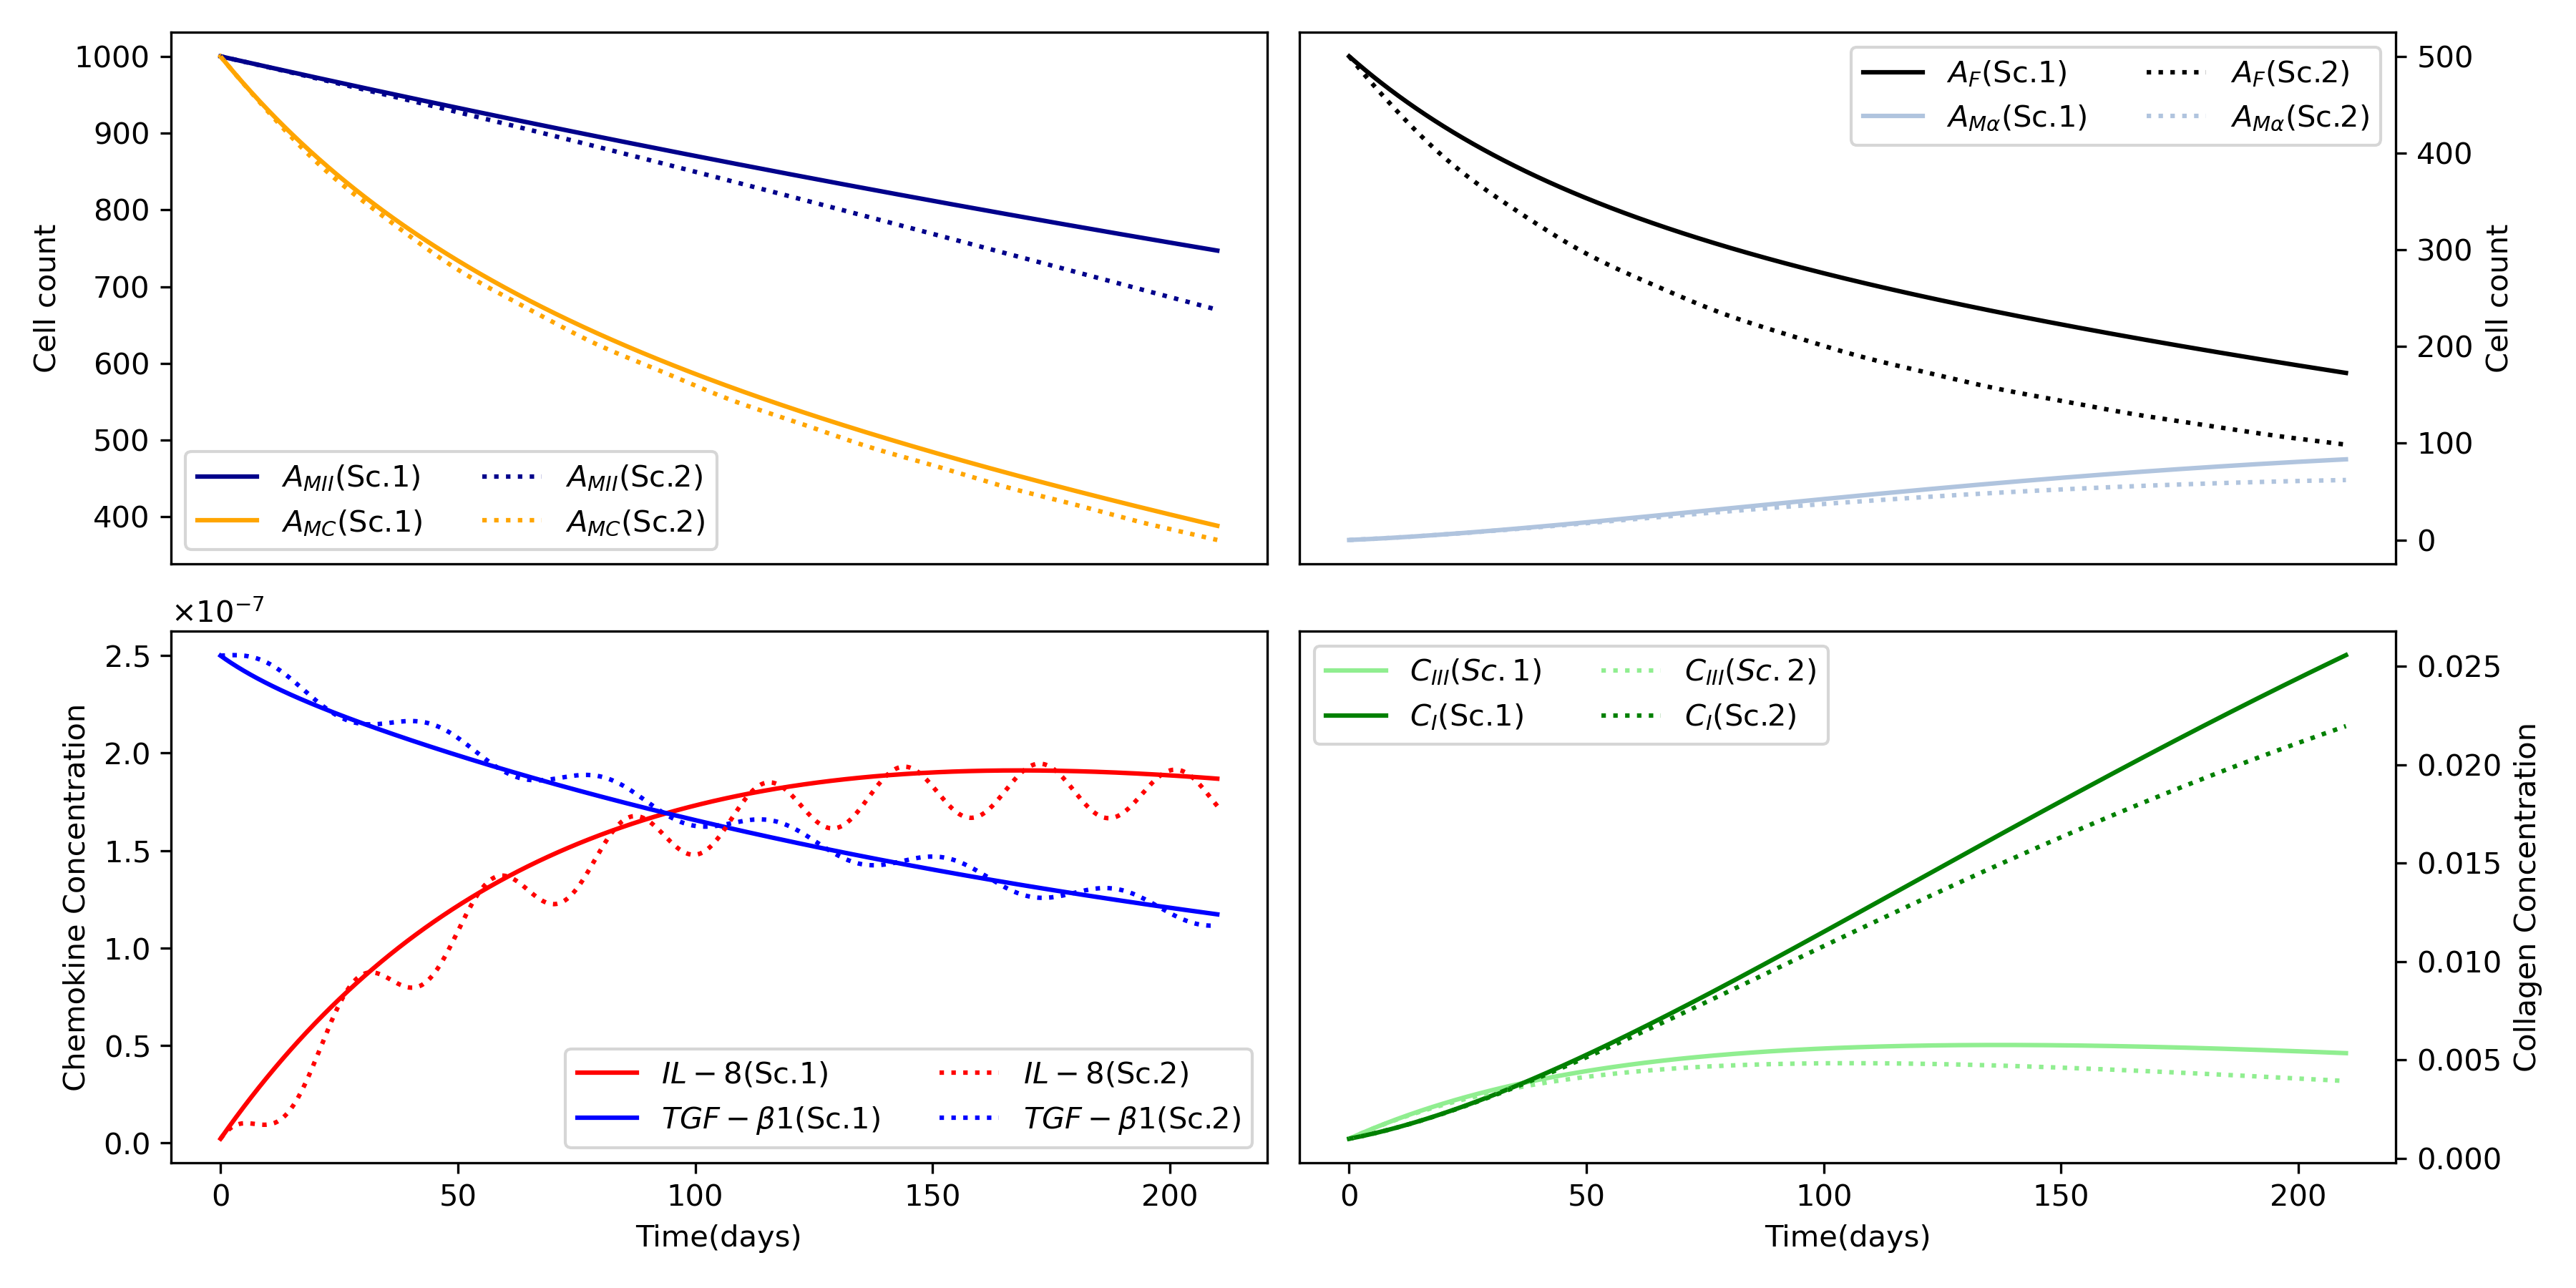 1000
900
800
700
600
500
400
Cell count
A_MII(Sc.1) A_MII(Sc.2)
A_MC(Sc.1) A_MC(Sc.2)
A_F(Sc.1) A_F(Sc.2)
A_Mα(Sc.1) A_Mα(Sc.2)
500
400
300
200
100
0
Cell count
×10^−7
2.5
2.0
1.5
1.0
0.5
0.0
Chemokine Concentration
IL − 8(Sc.1) IL − 8(Sc.2)
TGF − β1(Sc.1) TGF − β1(Sc.2)
0 50 100 150 200
Time(days)
C_III(Sc. 1) C_III(Sc. 2)
C_I(Sc.1) C_I(Sc.2)
0.025
0.020
0.015
0.010
0.005
0.000
Collagen Concentration
0 50 100 150 200
Time(days)